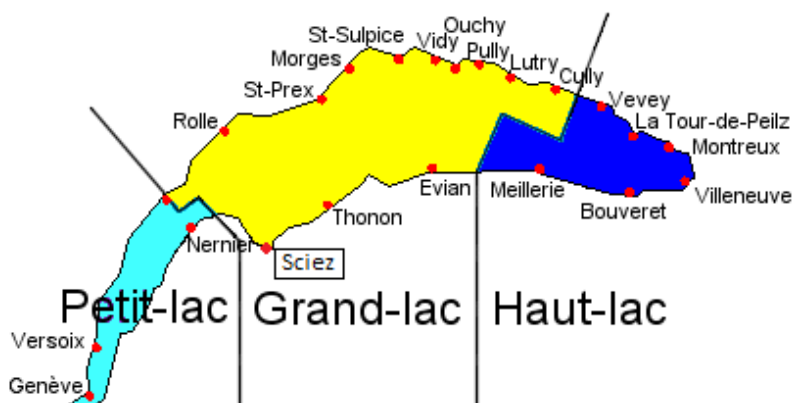 Ouchy
St-Sulpice
Vidy
Pully
Morges
Lutry
Cully
St-Prex
Vevey
Rolle
La Tour-de-Peilz
Montreux
Evian
Meillerie
Villeneuve
Bouveret
Thonon
Nernier
Sciez
Petit-lac
Grand-lac
Haut-lac
Versoix
Genève